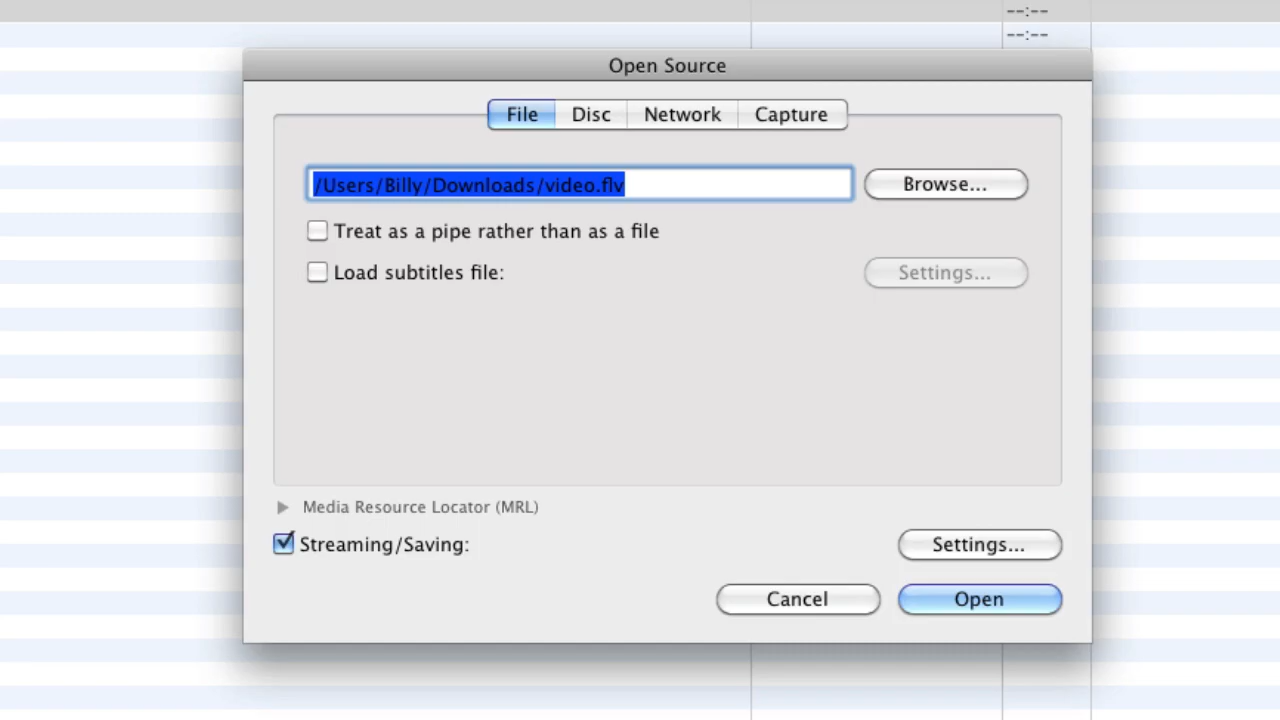 --:--
--:--
Open Source
File Disc Network Capture
/Users/Billy/Downloads/video.flv Browse...
Treat as a pipe rather than as a file
Load subtitles file: Settings...
Media Resource Locator (MRL)
Streaming/Saving: Settings...
Cancel Open